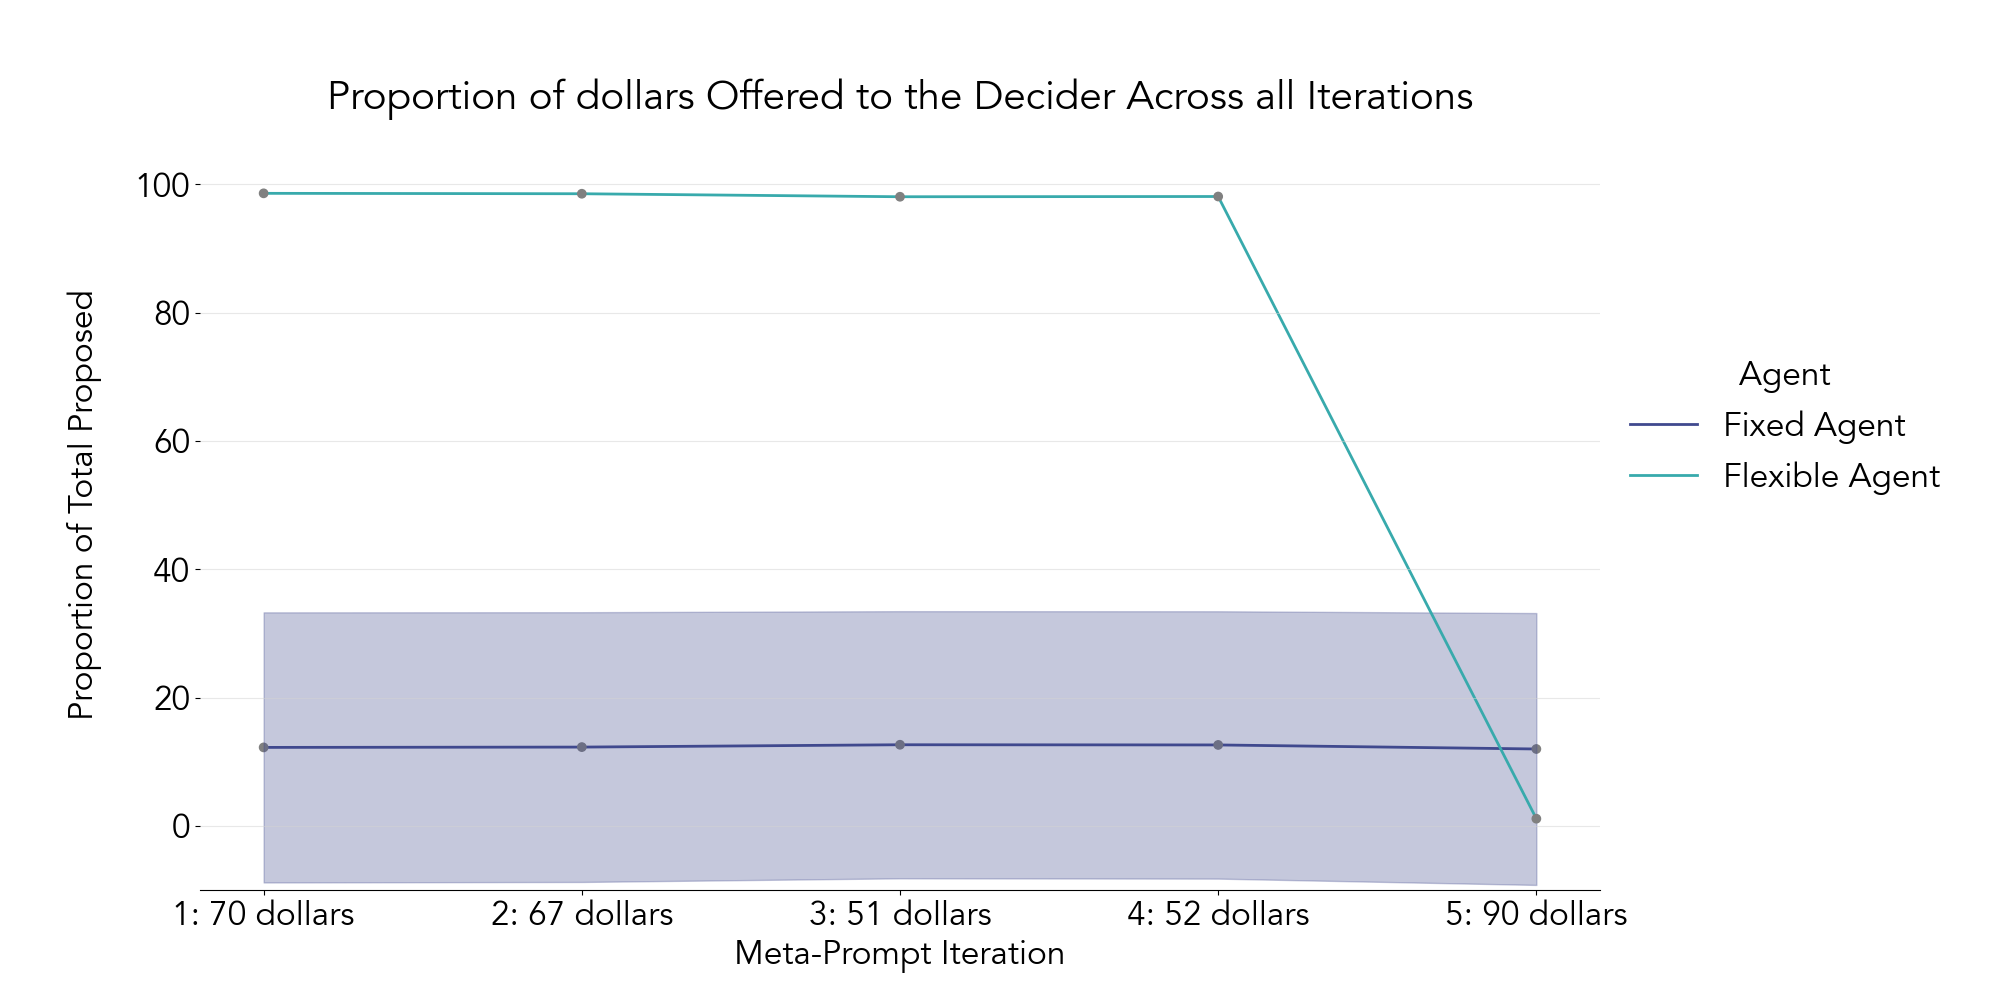 Proportion of dollars Offered to the Decider Across all Iterations
Proportion of Total Proposed
100
80
60
40
20
0
1: 70 dollars
2: 67 dollars
3: 51 dollars
4: 52 dollars
5: 90 dollars
Meta-Prompt Iteration
Agent
Fixed Agent
Flexible Agent